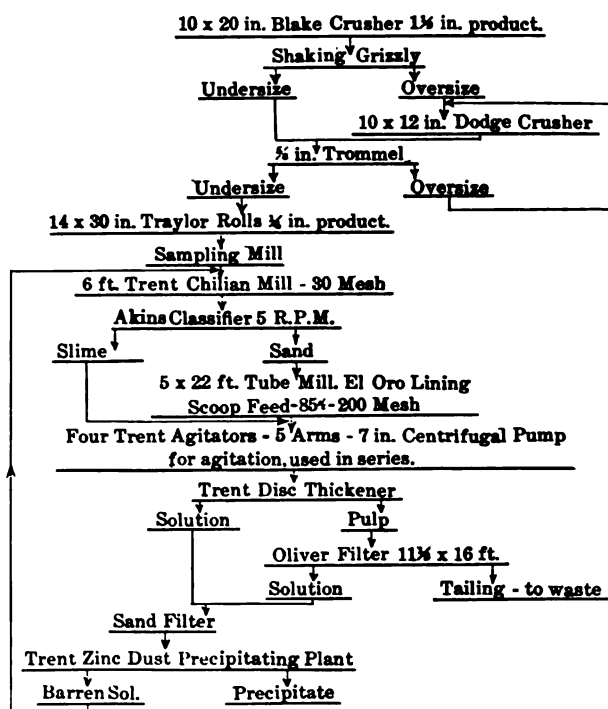 10 x 20 in. Blake Crusher 1½ in. product.
Shaking Grizzly
Undersize Oversize
10 x 12 in. Dodge Crusher
in. Trommel
Undersize Oversize
14 x 30 in. Traylor Rolls ¼ in. product.
Sampling Mill
6 ft. Trent Chilian Mill - 30 Mesh
Akins Classifier 5 R.P.M.
Slime Sand
5 x 22 ft. Tube Mill. El Oro Lining
Scoop Feed-85%-200 Mesh
Four Trent Agitators - 5 Arms - 7 in. Centrifugal Pump
for agitation, used in series.
Trent Disc Thickener
Solution Pulp
Oliver Filter 11½ x 16 ft.
Solution Tailing - to waste
Sand Filter
Trent Zinc Dust Precipitating Plant
Barren Sol. Precipitate